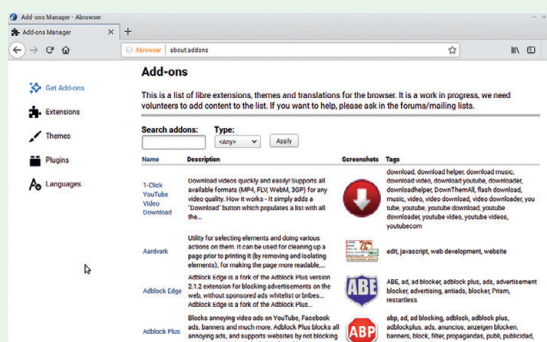 Add-ons Manager - Abrowser
Add-ons Manager
Abrowser about:addons
Add-ons
This is a list of libre extensions, themes and translations for the browser. It is a work in progress, we need
volunteers to add content to the list. If you want to help, please ask in the forums/mailing lists.
Get Add-ons
Extensions
Themes
Plugins
Languages
Search addons: Type:
<Any> Apply
Name Description Screenshots Tags
1-Click
YouTube
Video
Download
Download videos quickly and easily! Supports all
available formats (MP4, FLV, WebM, 3GP) for any
video quality. How it works - It simply adds a
"Download" button which populates a list with all
the...
download, download helper, download music,
download video, download youtube, downloader,
downloadhelper, DownThemAll, flash download,
music, video, video download, video downloader, you
tube, youtube, youtube download, youtube
downloader, youtube video, youtube videos,
youtubecom
Aardvark
Utility for selecting elements and doing various
actions on them. It can be used for cleaning up a
page prior to printing it (by removing and isolating
elements), for making the page more readable,...
edit, javascript, web development, website
Adblock Edge
Adblock Edge is a fork of the Adblock Plus version
2.1.2 extension for blocking advertisements on the
web, without sponsored ads whitelist or bribes...
Adblock Edge is a fork of the Adblock Plus...
ABE
ABE, ad, ad blocker, adblock plus, ads, advertisement
blocker, advertising, antiads, blocker, Prism,
restartless
Adblock Plus
Blocks annoying video ads on YouTube, Facebook
ads, banners and much more. Adblock Plus blocks all
annoying ads, and supports websites by not blocking
ABP
abp, ad, ad blocking, adblock, adblock plus,
adblockplus, ads, anuncios, anzeigen blocken,
banners, block, filter, propagandas, publi, publicidad,